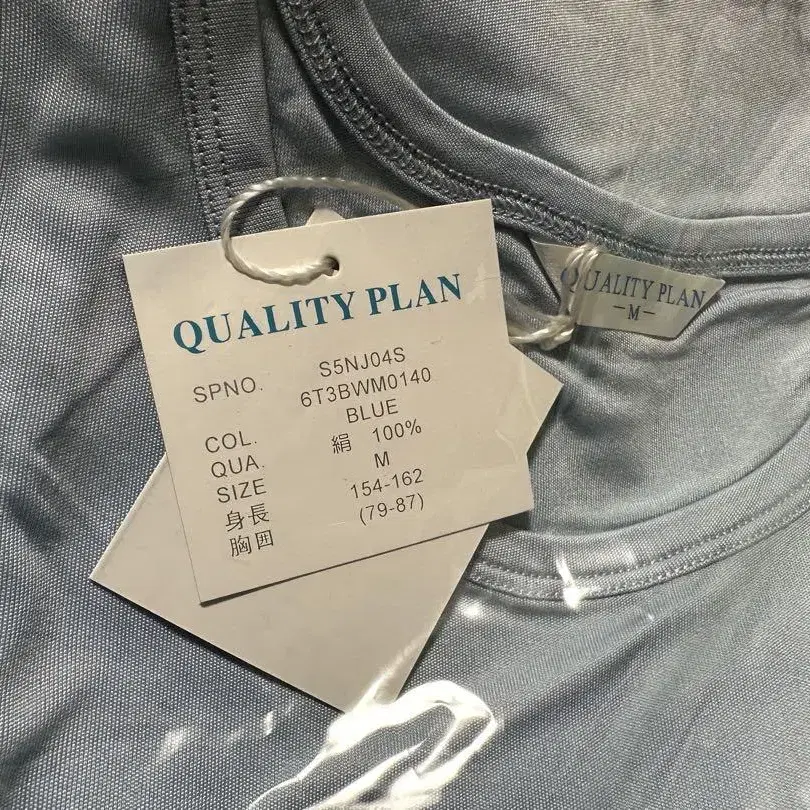 QUALITY PLAN
SPNO. S5NJ04S
6T3BWM0140
COL. BLUE
QUA. 絹 100%
SIZE M
身長 154-162
胸囲 (79-87)
QUALITY PLAN
-M-